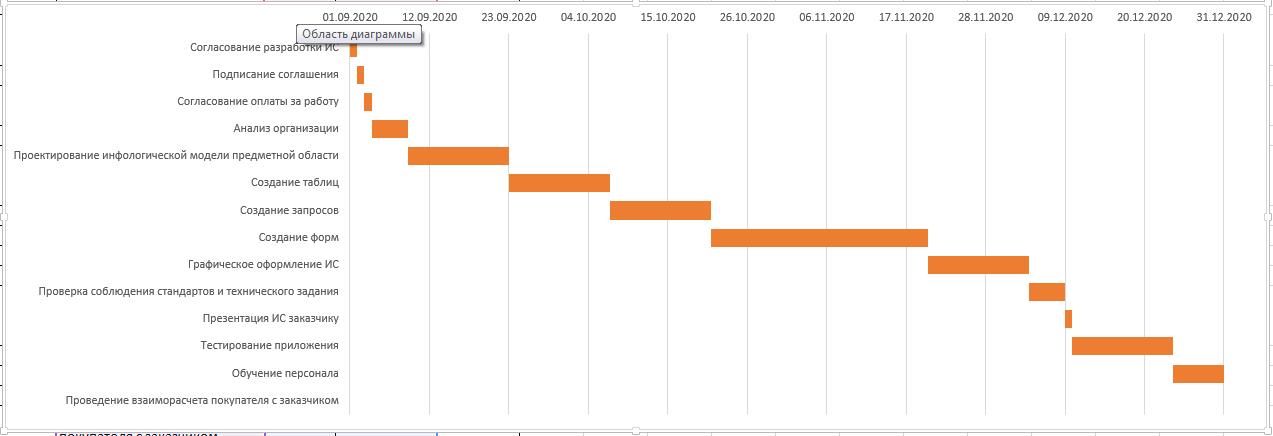 01.09.2020 12.09.2020 23.09.2020 04.10.2020 15.10.2020 26.10.2020 06.11.2020 17.11.2020 28.11.2020 09.12.2020 20.12.2020 31.12.2020
Область диаграммы
Согласование разработки ИС
Подписание соглашения
Согласование оплаты за работу
Анализ организации
Проектирование инфологической модели предметной области
Создание таблиц
Создание запросов
Создание форм
Графическое оформление ИС
Проверка соблюдения стандартов и технического задания
Презентация ИС заказчику
Тестирование приложения
Обучение персонала
Проведение взаиморасчета покупателя с заказчиком
покупателя с заказчиком